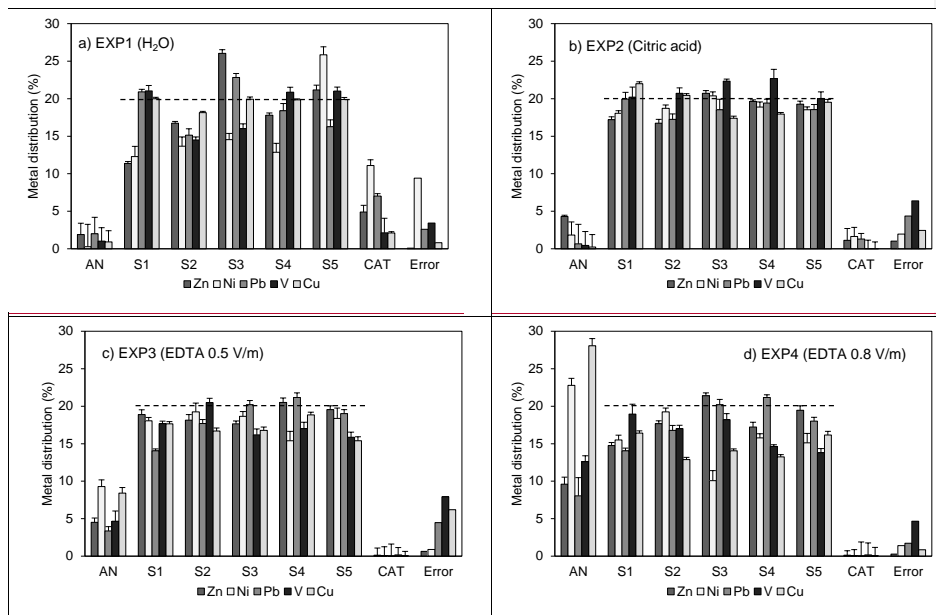 a) EXP1 (H₂O)
Metal distribution (%)
30
25
20
15
10
5
0
AN S1 S2 S3 S4 S5 CAT Error
Zn Ni Pb V Cu
b) EXP2 (Citric acid)
Metal distribution (%)
30
25
20
15
10
5
0
AN S1 S2 S3 S4 S5 CAT Error
Zn Ni Pb V Cu
c) EXP3 (EDTA 0.5 V/m)
Metal distribution (%)
30
25
20
15
10
5
0
AN S1 S2 S3 S4 S5 CAT Error
Zn Ni Pb V Cu
d) EXP4 (EDTA 0.8 V/m)
Metal distribution (%)
30
25
20
15
10
5
0
AN S1 S2 S3 S4 S5 CAT Error
Zn Ni Pb V Cu